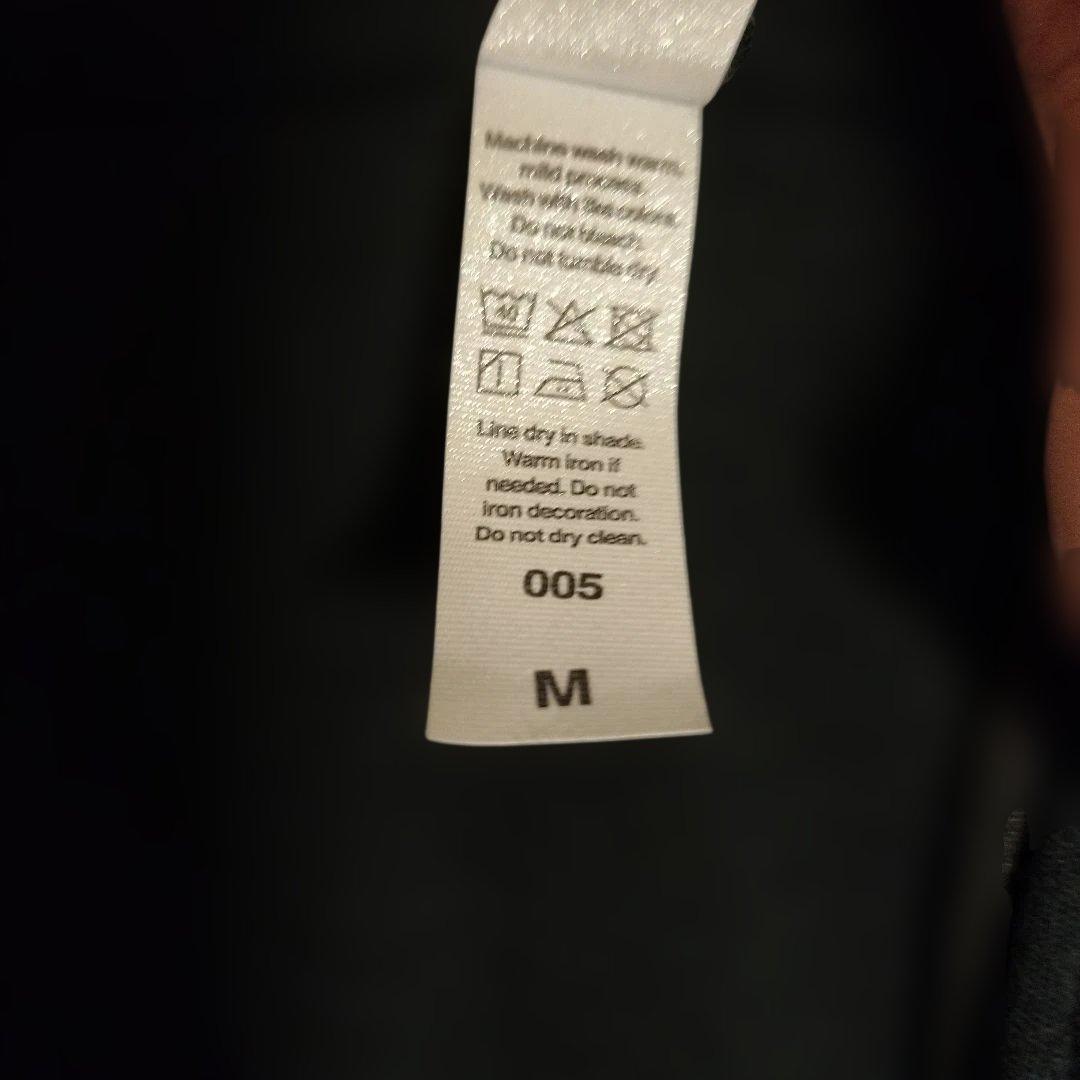 Machine wash warm,
mild process.
Wash with like colors.
Do not bleach.
Do not tumble dry.
40
Line dry in shade.
Warm iron if
needed. Do not
iron decoration.
Do not dry clean.
005
M